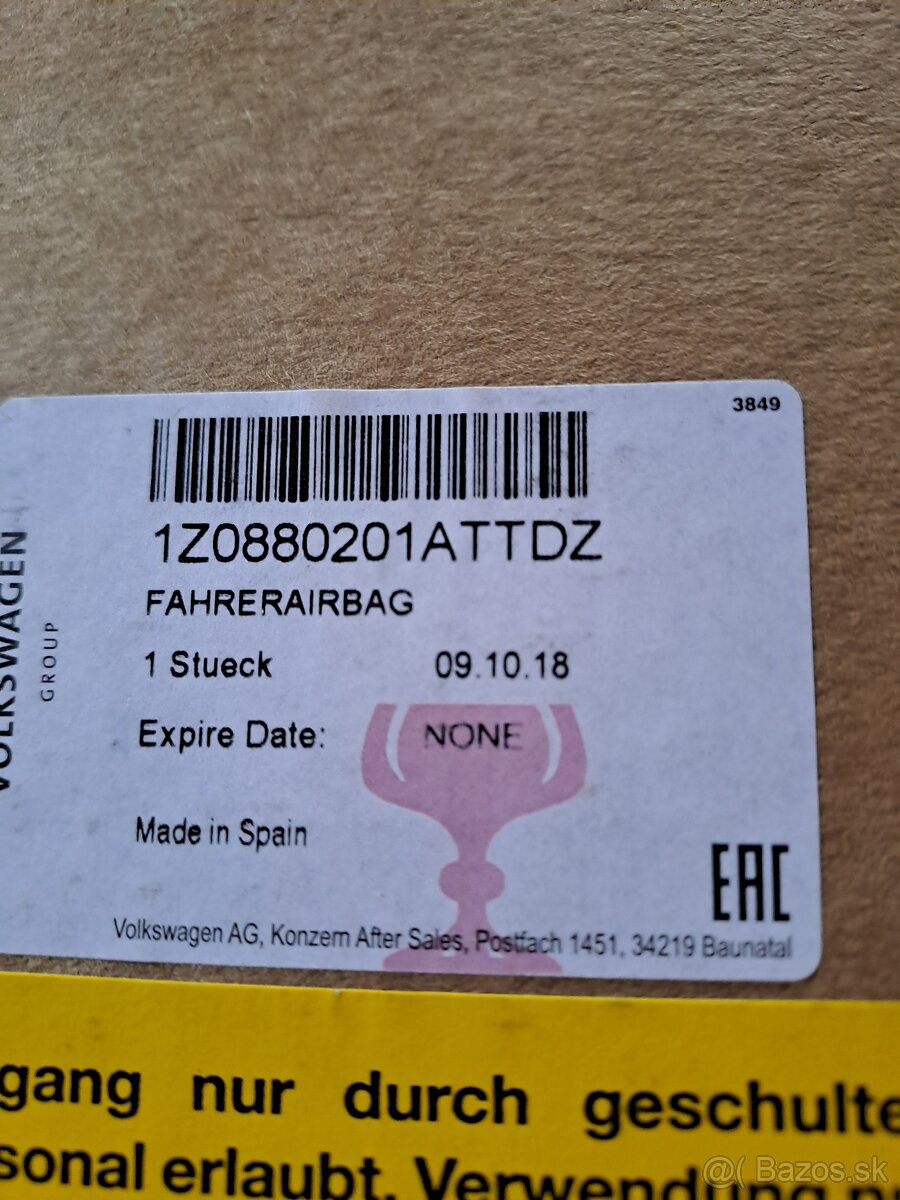 3849
1Z0880201ATTDZ
FAHRERAIRBAG
1 Stueck 09.10.18
Expire Date: NONE
Made in Spain
EAC
Volkswagen AG, Konzern After Sales, Postfach 1451, 34219 Baunatal
VOLKSWAGEN
GROUP
gang nur durch geschulte
sonal erlaubt. Verwend
@( Bazos.sk